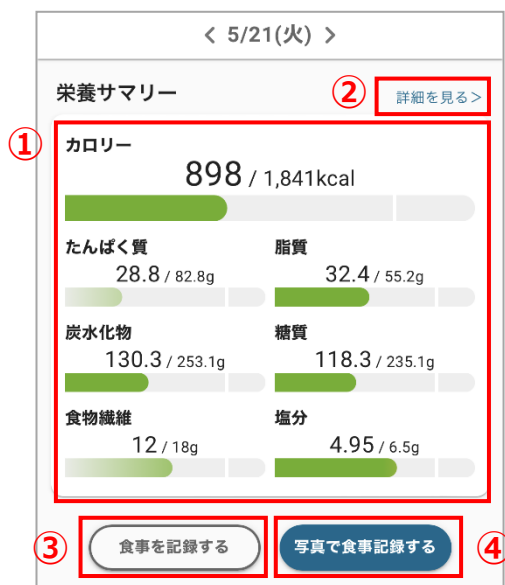 < 5/21(火) >
栄養サマリー ② 詳細を見る>
①
カロリー
898 / 1,841kcal
たんぱく質 脂質
28.8 / 82.8g 32.4 / 55.2g
炭水化物 糖質
130.3 / 253.1g 118.3 / 235.1g
食物繊維 塩分
12 / 18g 4.95 / 6.5g
③ 食事を記録する 写真で食事記録する ④